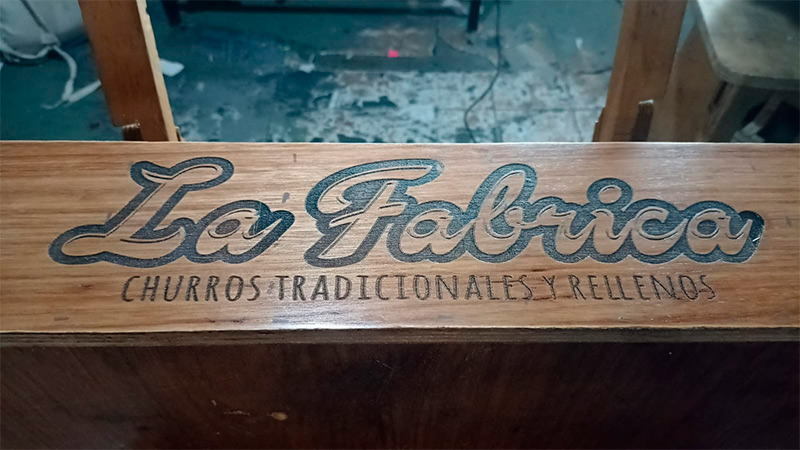 La Fabrica
CHURROS TRADICIONALES Y RELLENOS